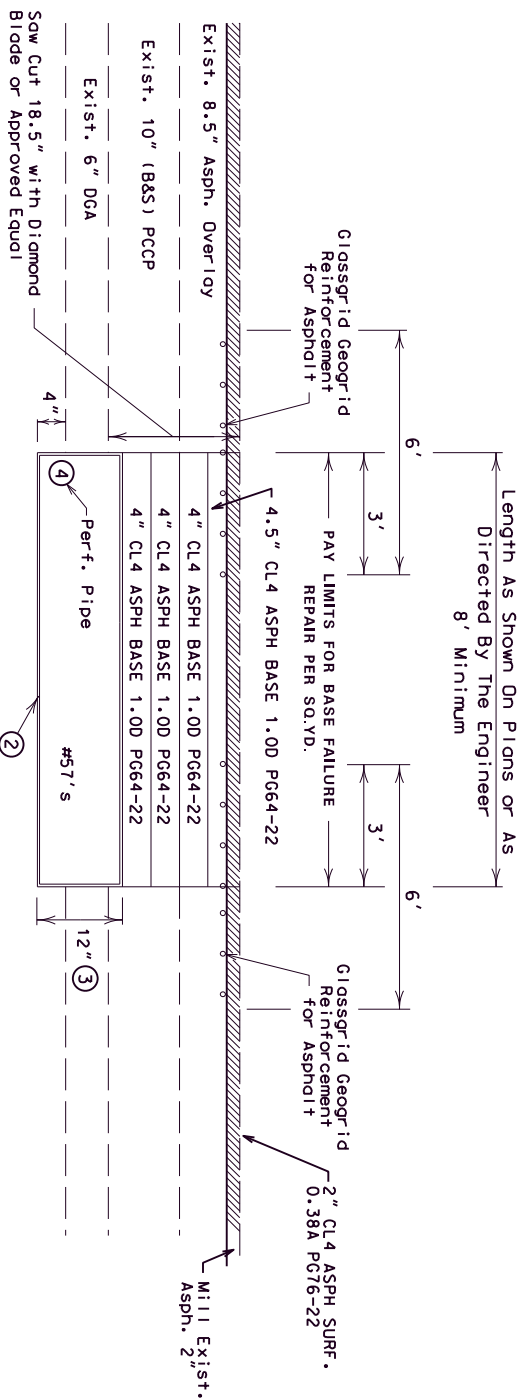 Length As Shown On Plans or As
Directed By The Engineer
8' Minimum
6'
6'
3'
3'
PAY LIMITS FOR BASE FAILURE
REPAIR PER SQ.YD.
Glassgrid Geogrid
Reinforcement
for Asphalt
Glassgrid Geogrid
Reinforcement
for Asphalt
2" CL4 ASPH SURF.
0.38A PG76-22
Mill Exist.
Asph. 2"
4.5" CL4 ASPH BASE 1.0D PG64-22
Exist. 8.5" Asph. Overlay
4" CL4 ASPH BASE 1.0D PG64-22
4" CL4 ASPH BASE 1.0D PG64-22
4" CL4 ASPH BASE 1.0D PG64-22
Exist. 10" (B&S) PCCP
Exist. 6" DGA
4"
Perf. Pipe
4
#57's
12" 3
2
Saw Cut 18.5" with Diamond
Blade or Approved Equal